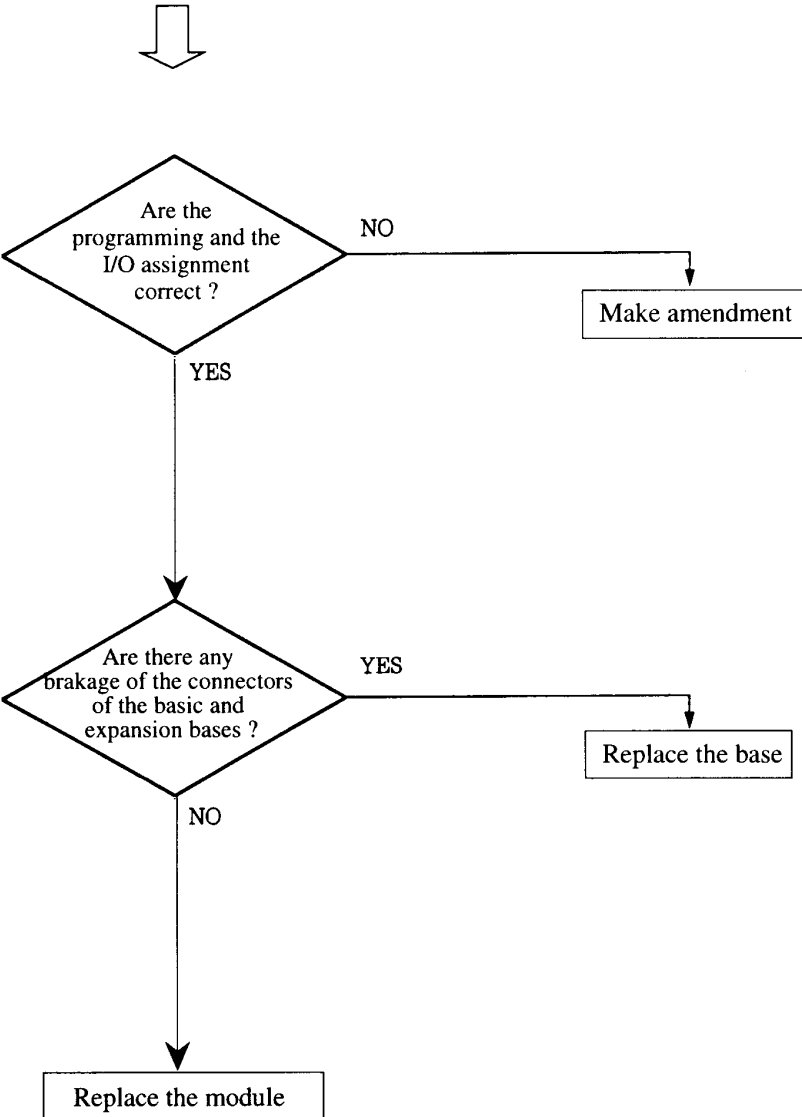 Are the
programming and the
I/O assignment
correct ?
NO
Make amendment
YES
Are there any
brakage of the connectors
of the basic and
expansion bases ?
YES
Replace the base
NO
Replace the module